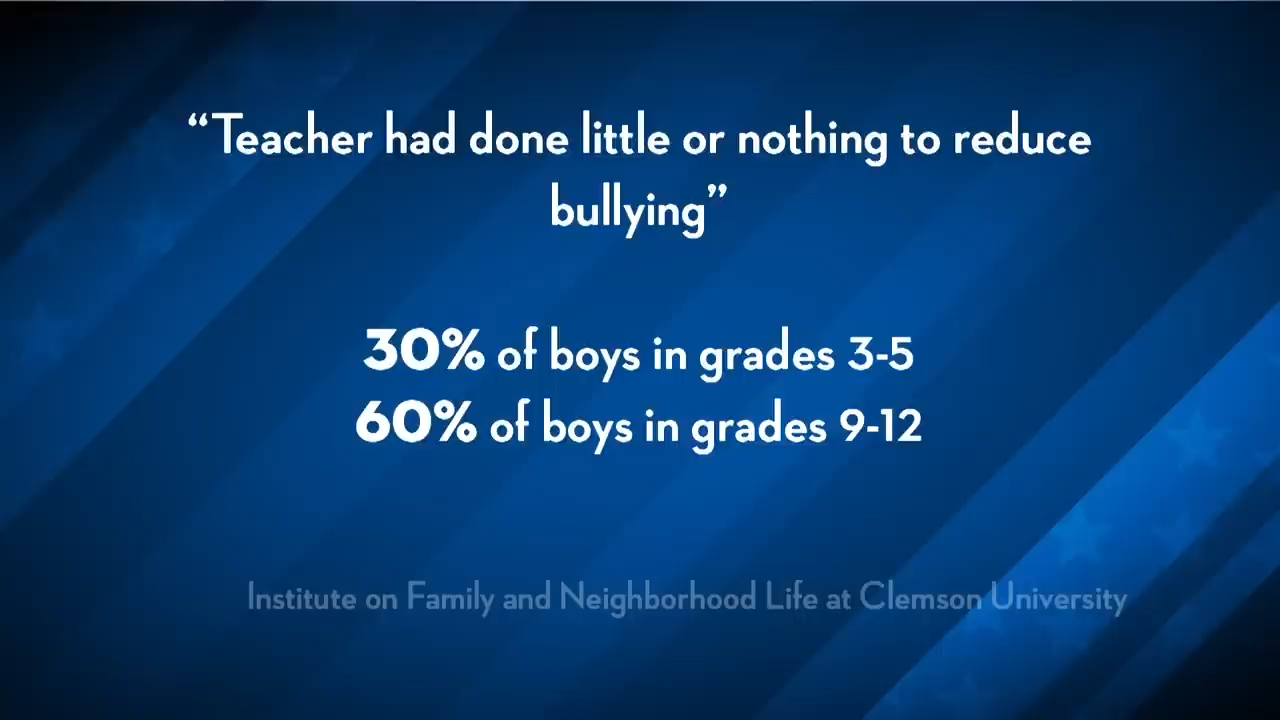 “Teacher had done little or nothing to reduce
bullying”
30% of boys in grades 3-5
60% of boys in grades 9-12
Institute on Family and Neighborhood Life at Clemson University